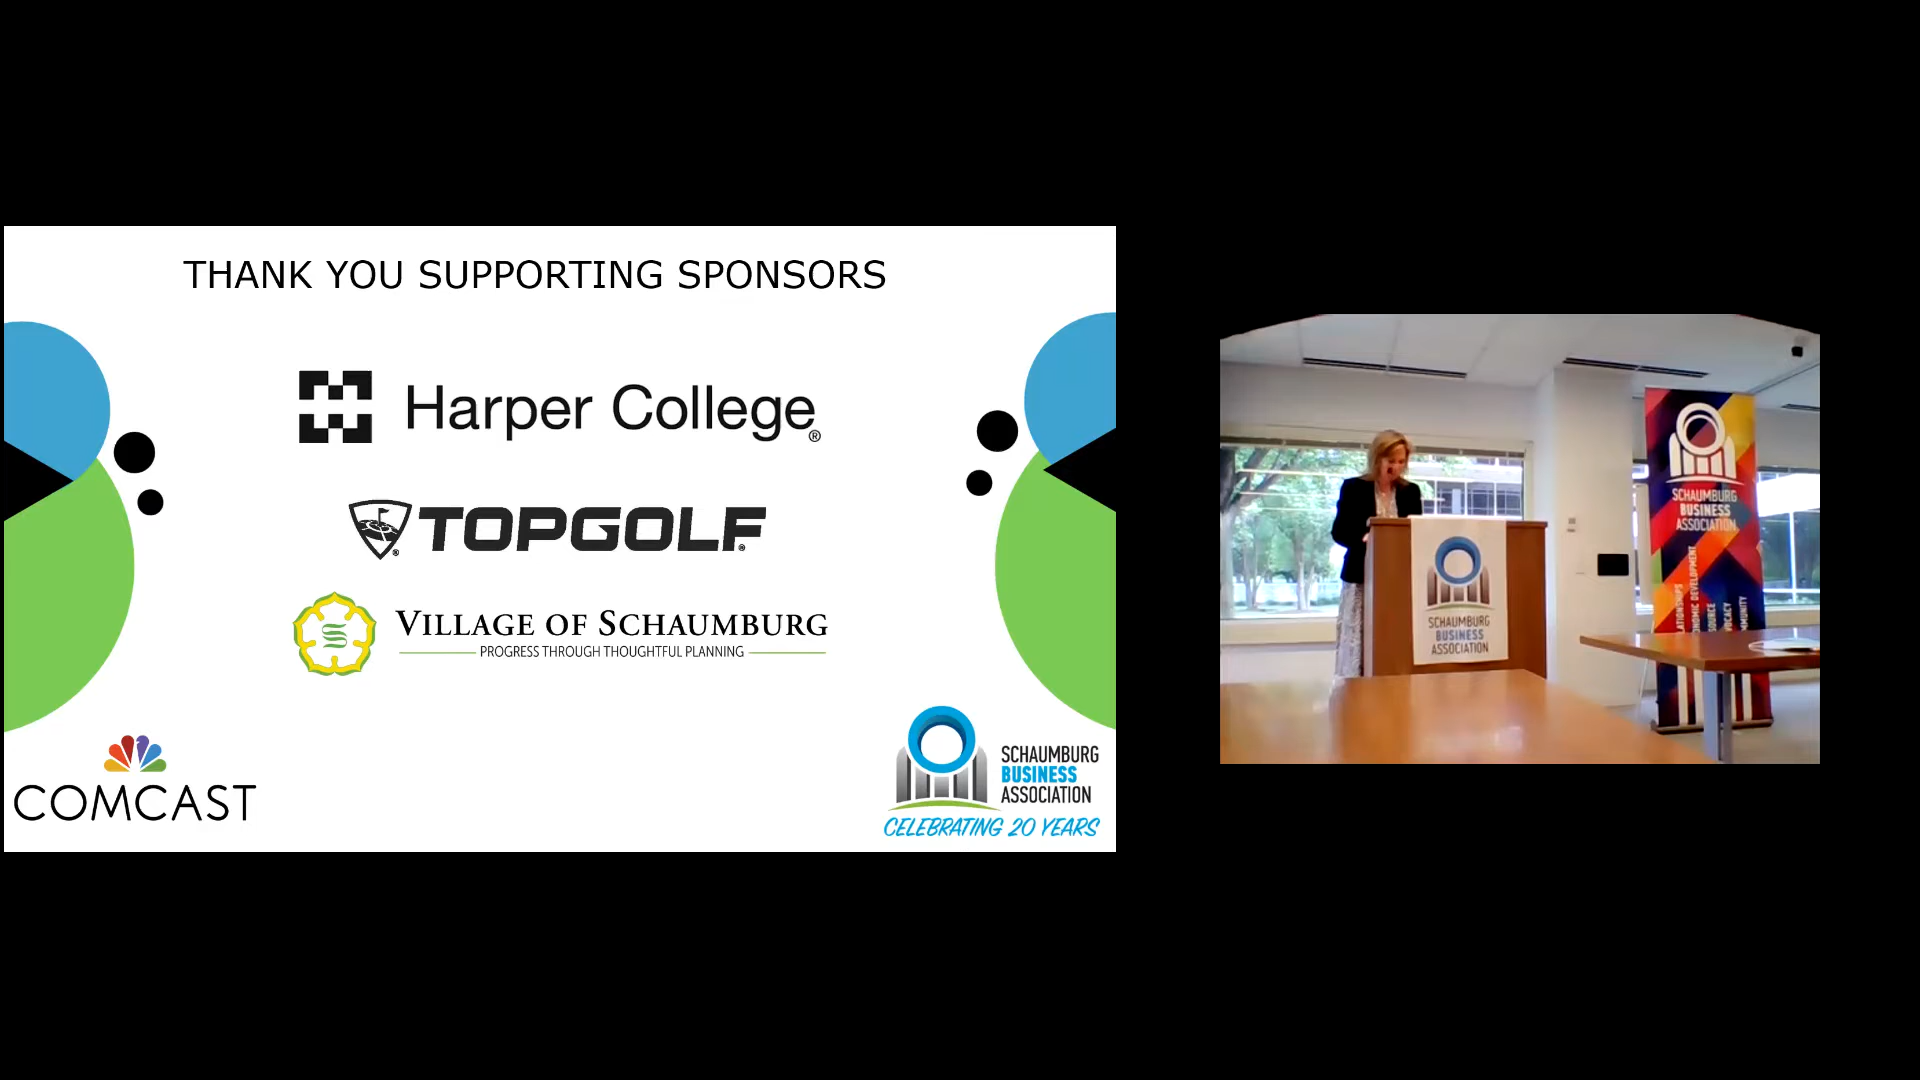 THANK YOU SUPPORTING SPONSORS
Harper College®
TOPGOLF®
VILLAGE OF SCHAUMBURG
PROGRESS THROUGH THOUGHTFUL PLANNING
COMCAST
SCHAUMBURG
BUSINESS
ASSOCIATION
CELEBRATING 20 YEARS
SCHAUMBURG
BUSINESS
ASSOCIATION
SCHAUMBURG
BUSINESS
ASSOCIATION